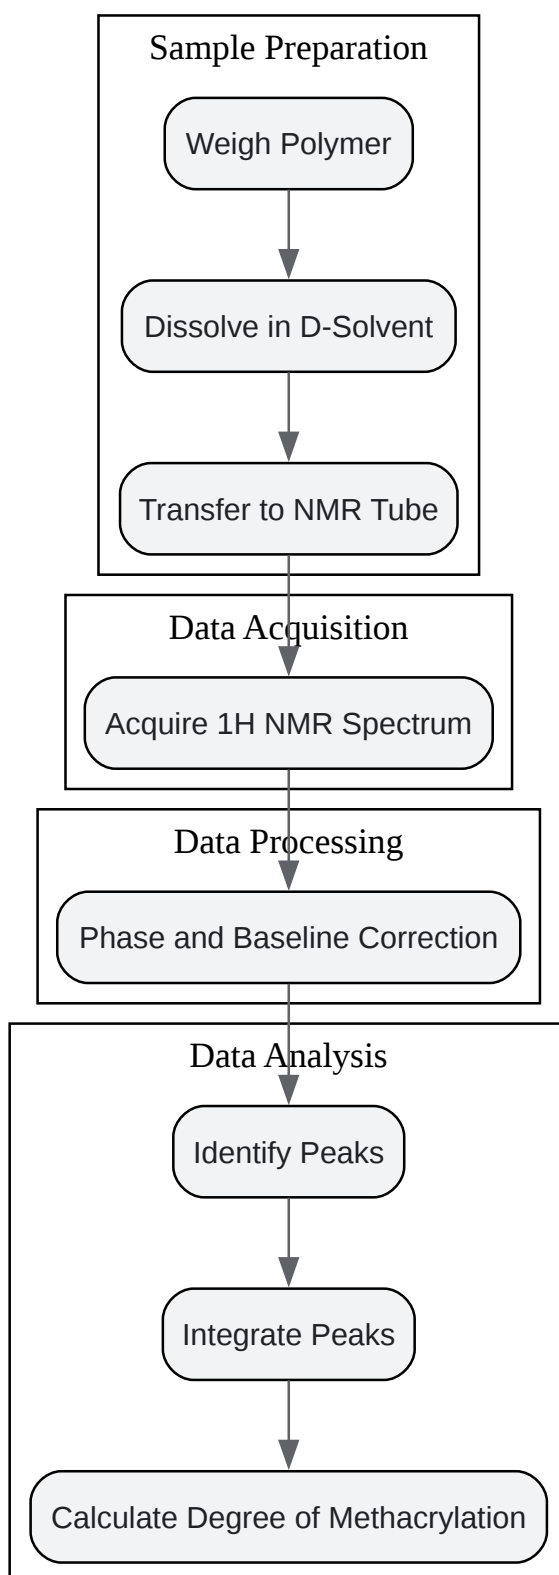 Sample Preparation
Weigh Polymer
Dissolve in D-Solvent
Transfer to NMR Tube
Data Acquisition
Acquire 1H NMR Spectrum
Data Processing
Phase and Baseline Correction
Data Analysis
Identify Peaks
Integrate Peaks
Calculate Degree of Methacrylation